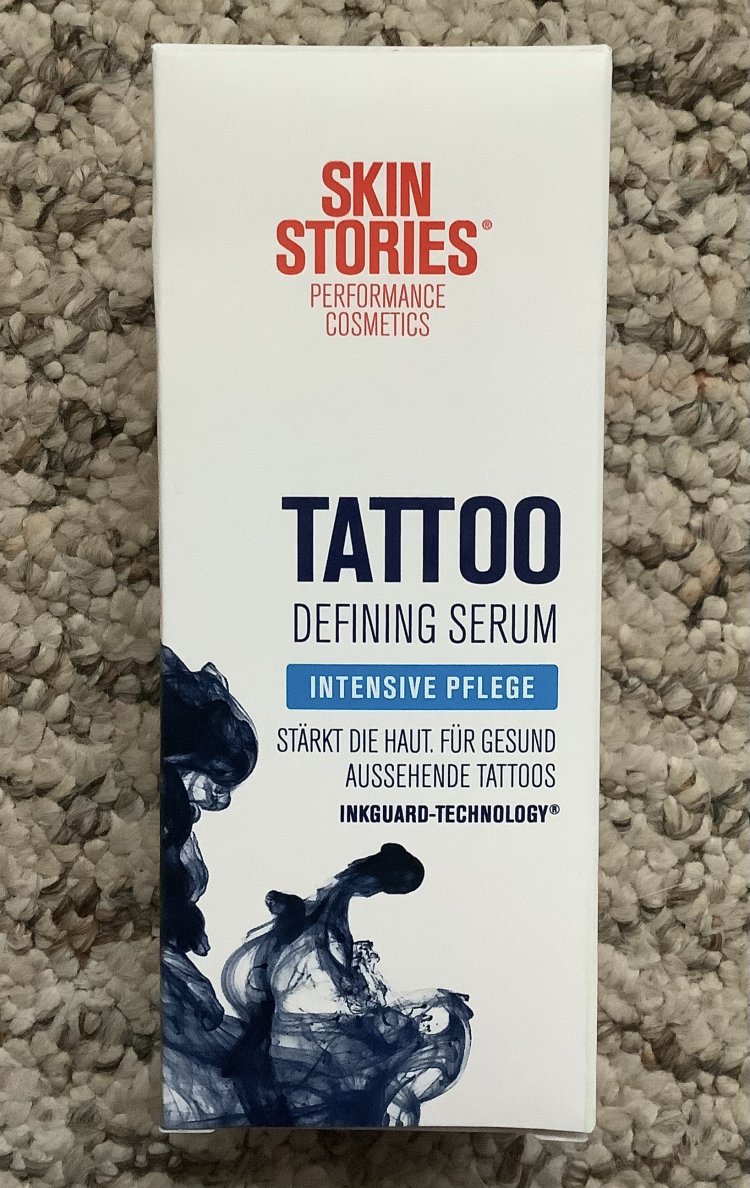 SKIN
STORIES®
PERFORMANCE
COSMETICS
TATTOO
DEFINING SERUM
INTENSIVE PFLEGE
STÄRKT DIE HAUT. FÜR GESUND
AUSSEHENDE TATTOOS
INKGUARD-TECHNOLOGY®